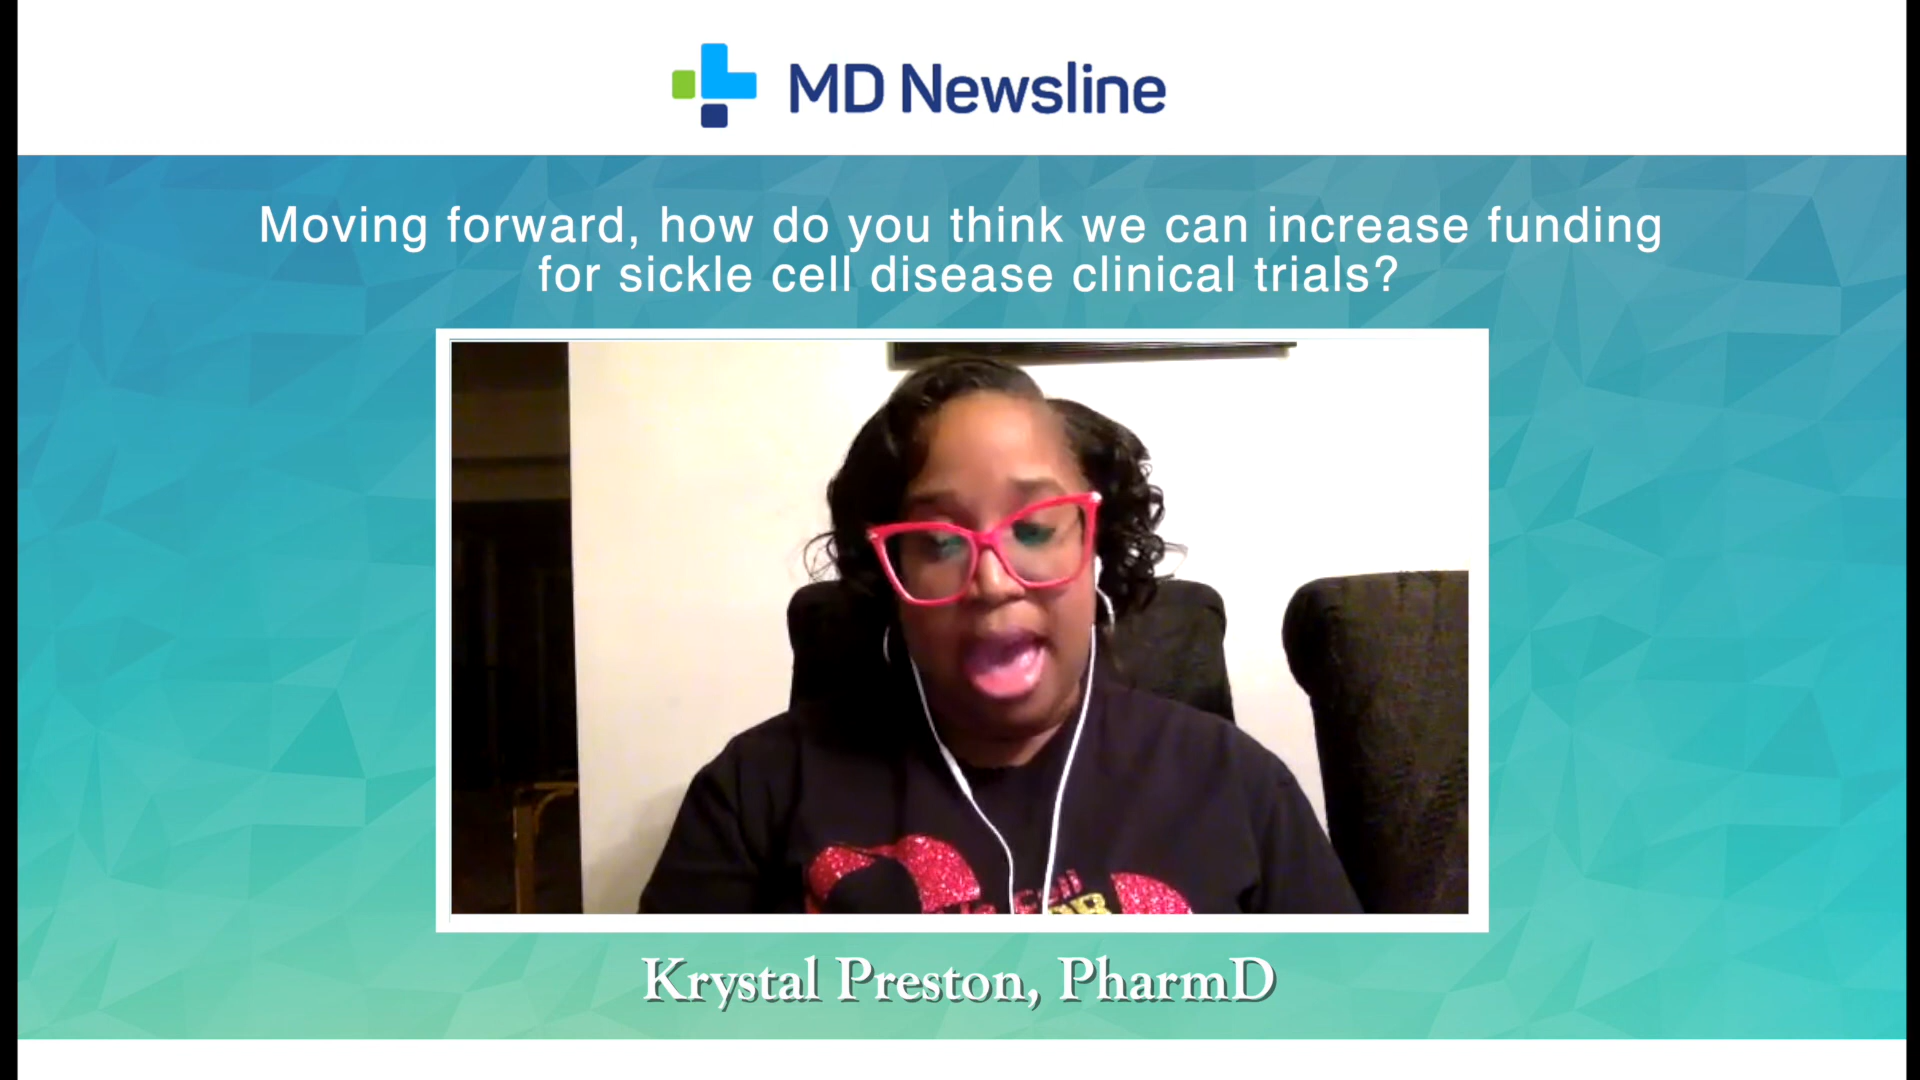 MD Newsline
Moving forward, how do you think we can increase funding
for sickle cell disease clinical trials?
Krystal Preston, PharmD